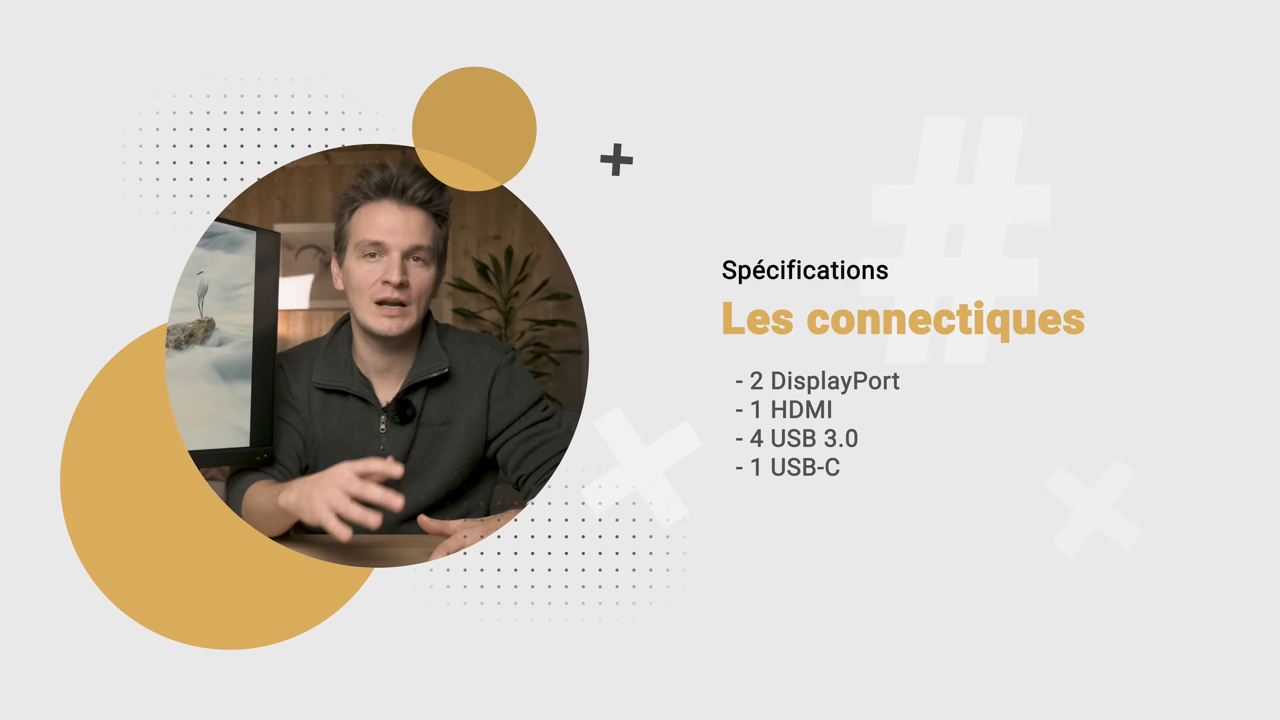 Spécifications
Les connectiques
- 2 DisplayPort
- 1 HDMI
- 4 USB 3.0
- 1 USB-C